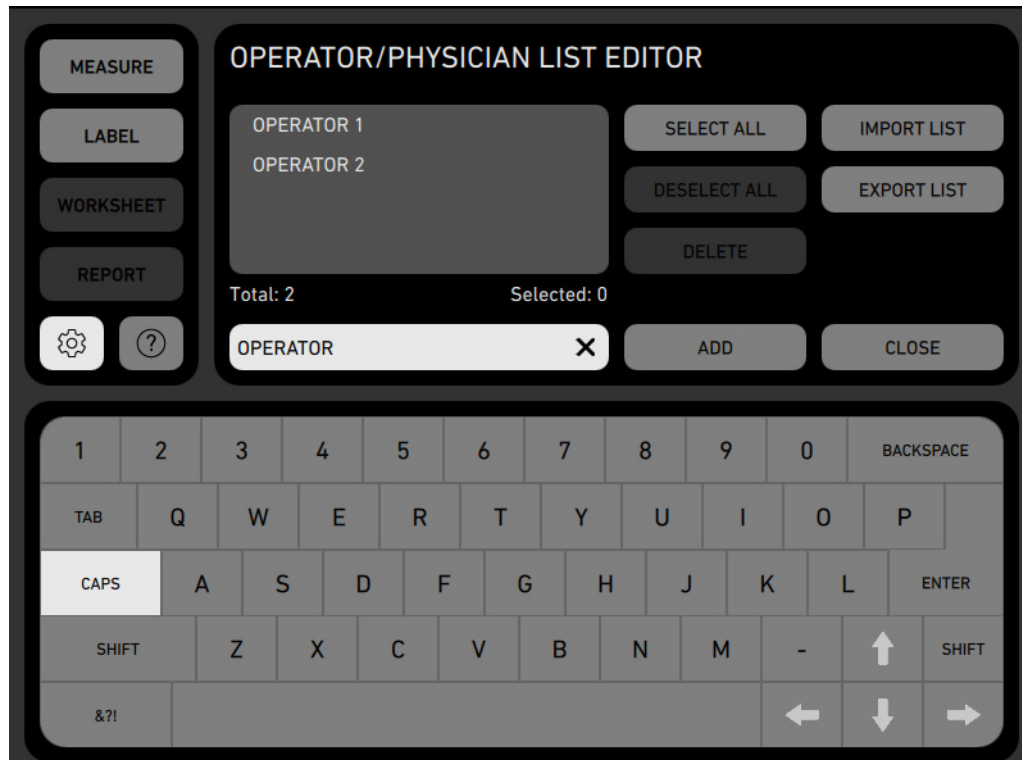 MEASURE
LABEL
WORKSHEET
REPORT
?
OPERATOR/PHYSICIAN LIST EDITOR
OPERATOR 1
OPERATOR 2
Total: 2 Selected: 0
OPERATOR
SELECT ALL IMPORT LIST
DESELECT ALL EXPORT LIST
DELETE
ADD CLOSE
1 2 3 4 5 6 7 8 9 0 BACKSPACE
TAB Q W E R T Y U I O P
CAPS A S D F G H J K L ENTER
SHIFT Z X C V B N M - SHIFT
&?!